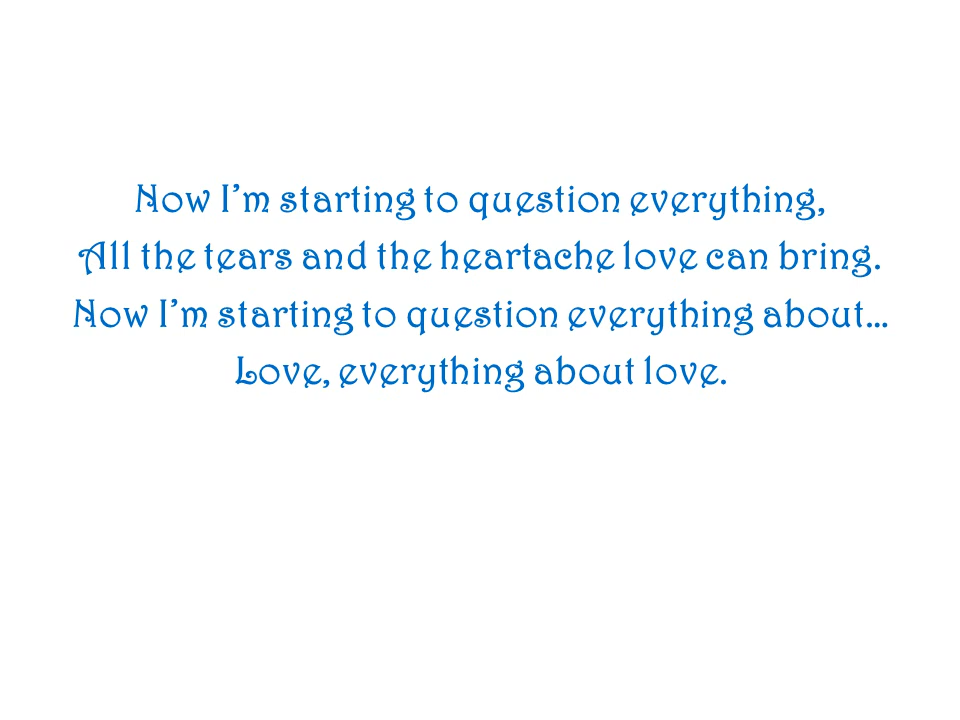 Now I’m starting to question everything,
All the tears and the heartache love can bring.
Now I’m starting to question everything about…
Love, everything about love.